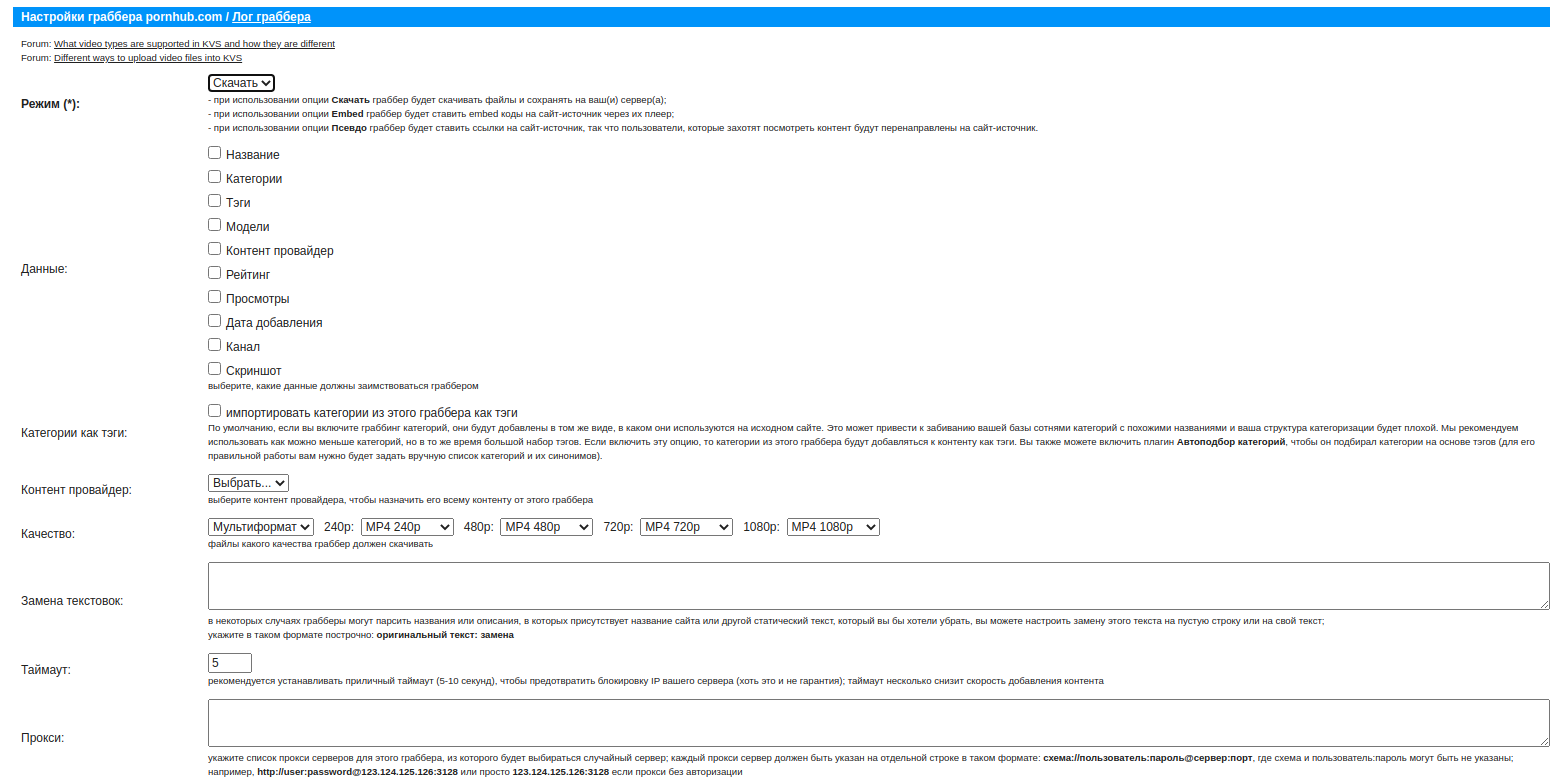 Настройки граббера pornhub.com / Лог граббера
Forum: What video types are supported in KVS and how they are different
Forum: Different ways to upload video files into KVS
Режим (*):
Скачать
- при использовании опции Скачать граббер будет скачивать файлы и сохранять на ваш(и) сервер(а);
- при использовании опции Embed граббер будет ставить embed коды на сайт-источник через их плеер;
- при использовании опции Псевдо граббер будет ставить ссылки на сайт-источник, так что пользователи, которые захотят посмотреть контент будут перенаправлены на сайт-источник.
Данные:
Название
Категории
Тэги
Модели
Контент провайдер
Рейтинг
Просмотры
Дата добавления
Канал
Скриншот
выберите, какие данные должны заимствоваться граббером
Категории как тэги:
импортировать категории из этого граббера как тэги
По умолчанию, если вы включите граббинг категорий, они будут добавлены в том же виде, в каком они используются на исходном сайте. Это может привести к забиванию вашей базы сотнями категорий с похожими названиями и ваша структура категоризации будет плохой. Мы рекомендуем
использовать как можно меньше категорий, но в то же время большой набор тэгов. Если включить эту опцию, то категории из этого граббера будут добавляться к контенту как тэги. Вы также можете включить плагин Автоподбор категорий, чтобы он подбирал категории на основе тэгов (для его
правильной работы вам нужно будет задать вручную список категорий и их синонимов).
Контент провайдер:
Выбрать...
выберите контент провайдера, чтобы назначить его всему контенту от этого граббера
Качество:
Мультиформат 240p: MP4 240p 480p: MP4 480p 720p: MP4 720p 1080p: MP4 1080p
файлы какого качества граббер должен скачивать
Замена текстовок:
в некоторых случаях грабберы могут парсить названия или описания, в которых присутствует название сайта или другой статический текст, который вы бы хотели убрать, вы можете настроить замену этого текста на пустую строку или на свой текст;
укажите в таком формате построчно: оригинальный текст: замена
Таймаут:
5
рекомендуется устанавливать приличный таймаут (5-10 секунд), чтобы предотвратить блокировку IP вашего сервера (хоть это и не гарантия); таймаут несколько снизит скорость добавления контента
Прокси:
укажите список прокси серверов для этого граббера, из которого будет выбираться случайный сервер; каждый прокси сервер должен быть указан на отдельной строке в таком формате: схема://пользователь:пароль@сервер:порт, где схема и пользователь:пароль могут быть не указаны;
например, http://user:password@123.124.125.126:3128 или просто 123.124.125.126:3128 если прокси без авторизации